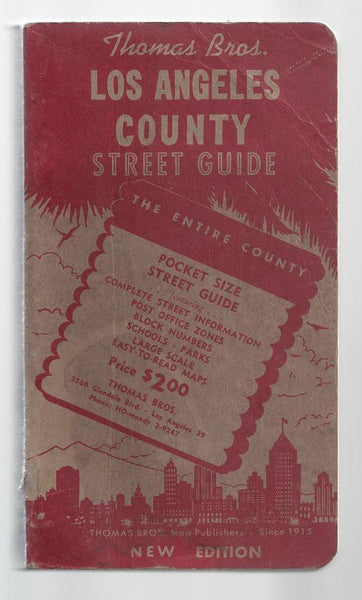 Thomas Bros.
LOS ANGELES
COUNTY
STREET GUIDE
THE ENTIRE COUNTY
POCKET SIZE
STREET GUIDE
featuring
COMPLETE STREET INFORMATION
POST OFFICE ZONES
BLOCK NUMBERS
SCHOOLS - PARKS
LARGE SCALE
EASY-TO-READ MAPS
Price $2.00
THOMAS BROS.
2560 Glendale Blvd. - Los Angeles 39
Phone: NOrmandy 3-9247
THOMAS BROS. Map Publishers - Since 1915
NEW EDITION